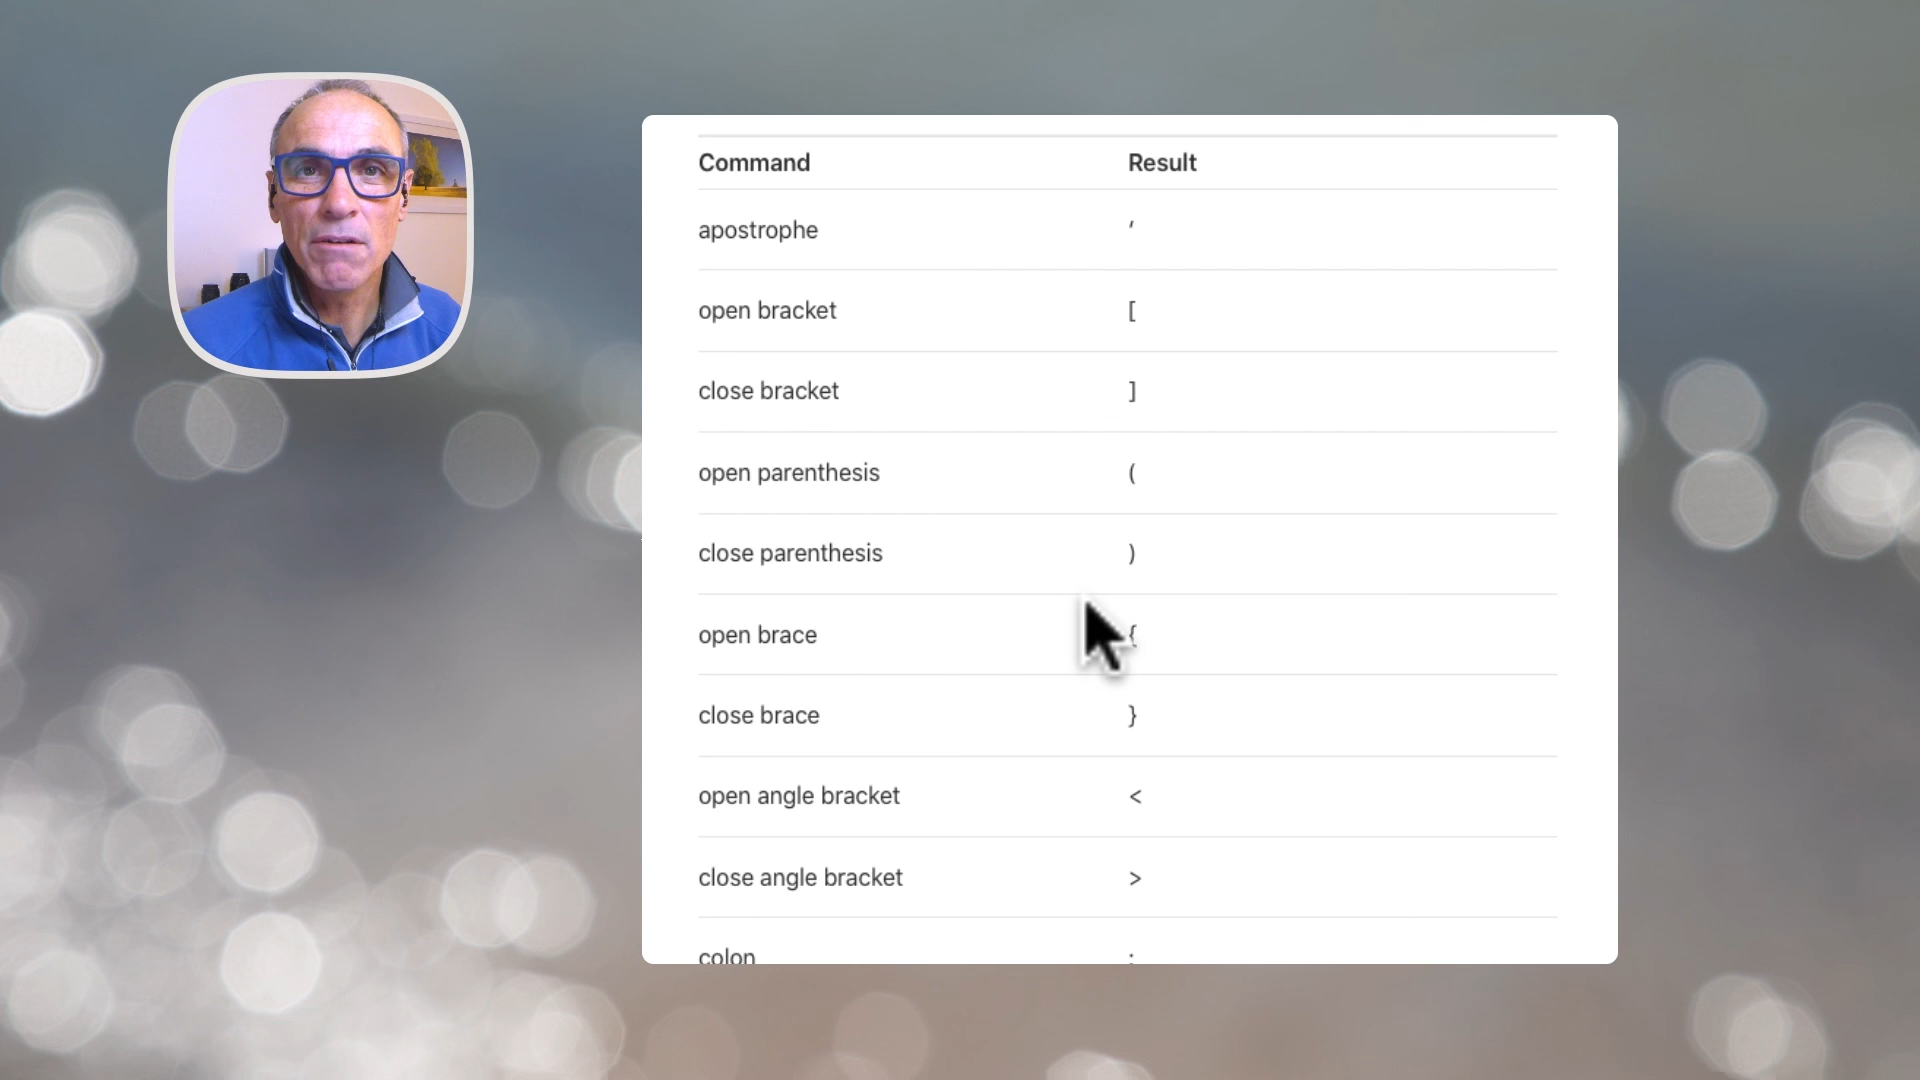 Command Result
apostrophe ’
open bracket [
close bracket ]
open parenthesis (
close parenthesis )
open brace {
close brace }
open angle bracket <
close angle bracket >
colon :